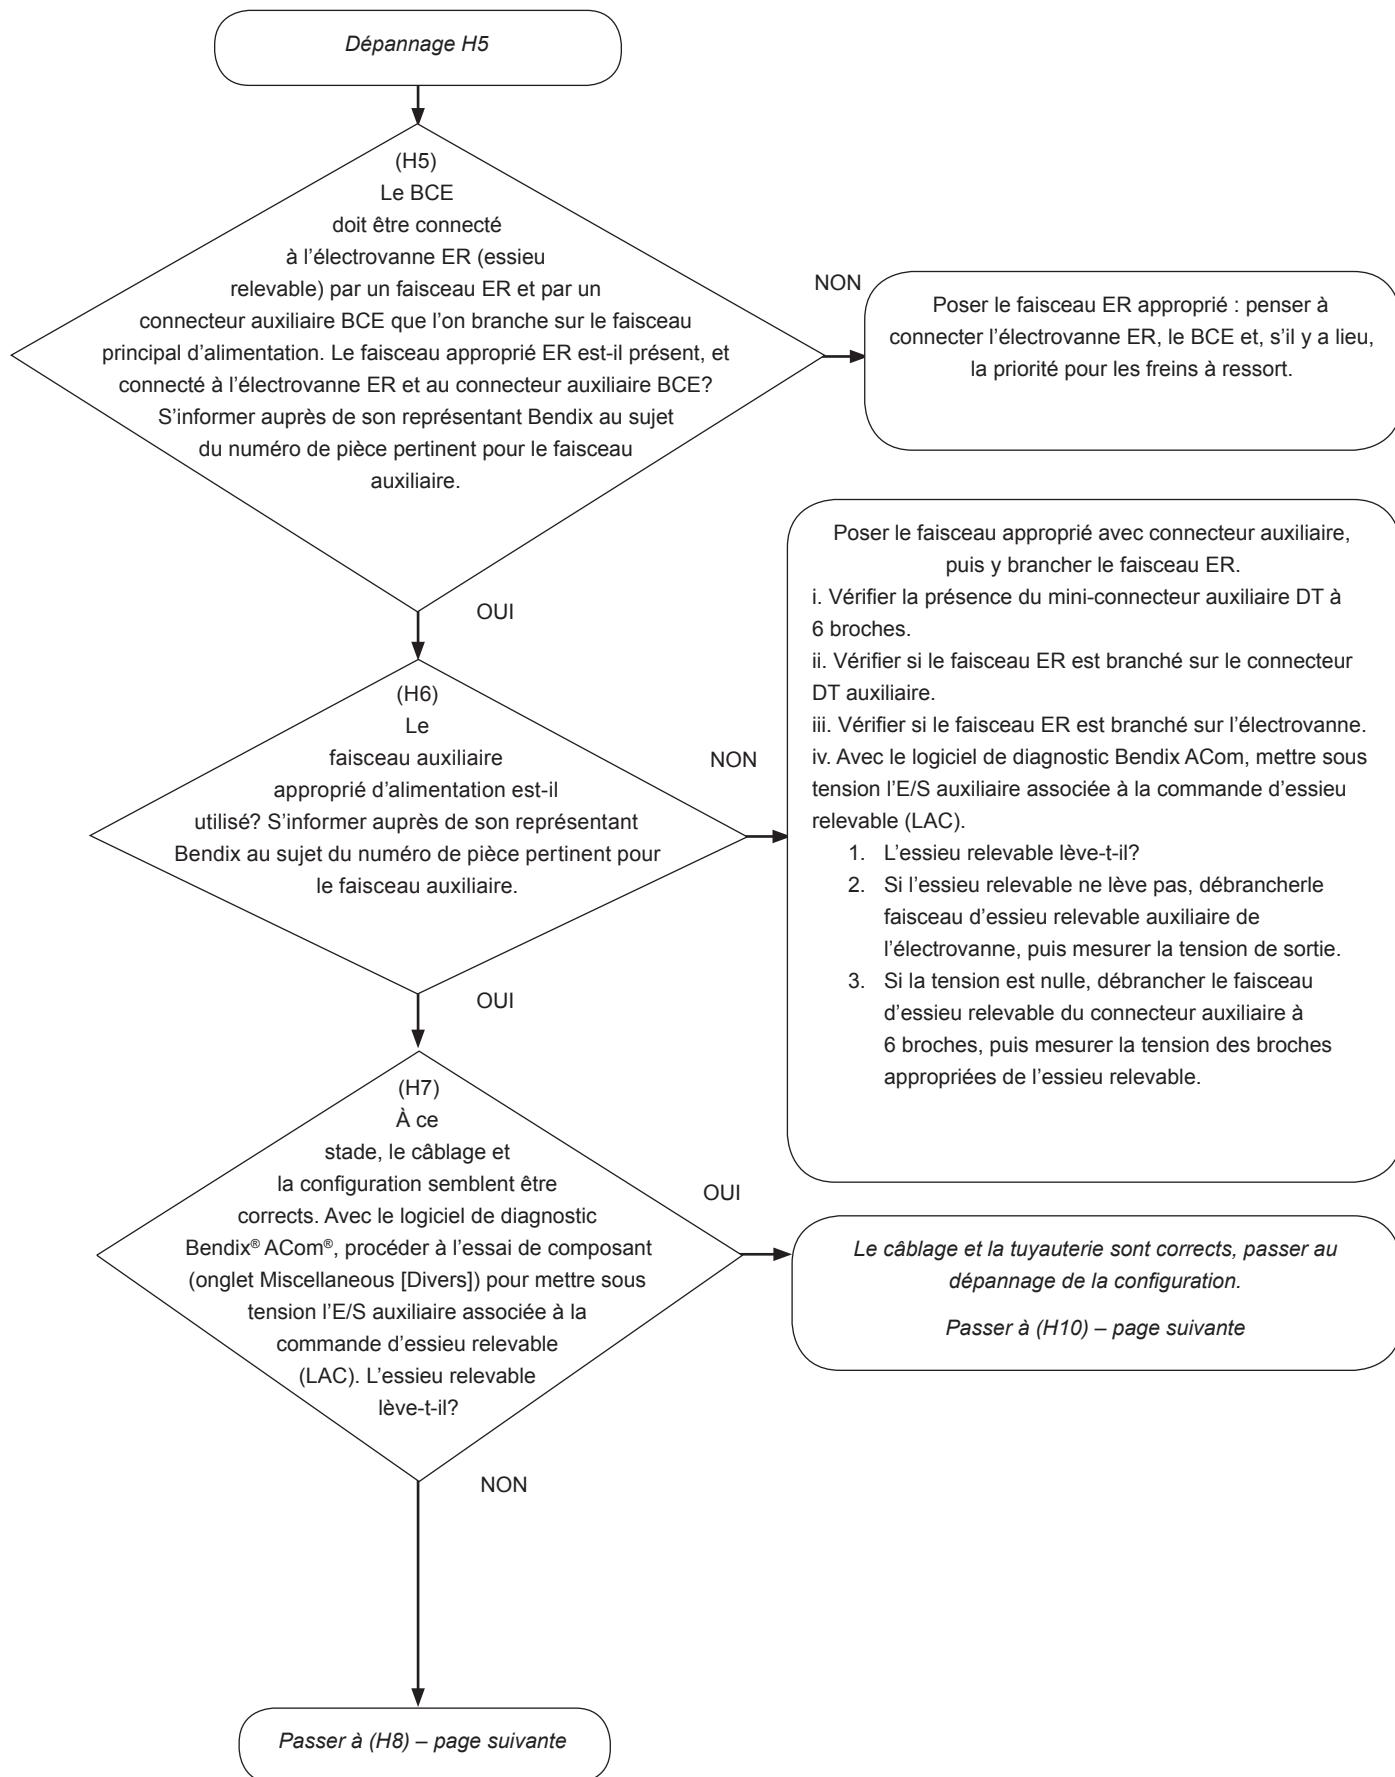 Dépannage H5
(H5)
Le BCE
doit être connecté
à l'électrovanne ER (essieu
relevable) par un faisceau ER et par un
connecteur auxiliaire BCE que l'on branche sur le faisceau
principal d'alimentation. Le faisceau approprié ER est-il présent, et
connecté à l'électrovanne ER et au connecteur auxiliaire BCE?
S'informer auprès de son représentant Bendix au sujet
du numéro de pièce pertinent pour le faisceau
auxiliaire.
NON
Poser le faisceau ER approprié : penser à
connecter l'électrovanne ER, le BCE et, s'il y a lieu,
la priorité pour les freins à ressort.
OUI
(H6)
Le
faisceau auxiliaire
approprié d'alimentation est-il
utilisé? S'informer auprès de son représentant
Bendix au sujet du numéro de pièce pertinent pour
le faisceau auxiliaire.
NON
Poser le faisceau approprié avec connecteur auxiliaire,
puis y brancher le faisceau ER.
i. Vérifier la présence du mini-connecteur auxiliaire DT à
6 broches.
ii. Vérifier si le faisceau ER est branché sur le connecteur
DT auxiliaire.
iii. Vérifier si le faisceau ER est branché sur l'électrovanne.
iv. Avec le logiciel de diagnostic Bendix ACom, mettre sous
tension l'E/S auxiliaire associée à la commande d'essieu
relevable (LAC).
1. L'essieu relevable lève-t-il?
2. Si l'essieu relevable ne lève pas, débrancherle
faisceau d'essieu relevable auxiliaire de
l'électrovanne, puis mesurer la tension de sortie.
3. Si la tension est nulle, débrancher le faisceau
d'essieu relevable du connecteur auxiliaire à
6 broches, puis mesurer la tension des broches
appropriées de l'essieu relevable.
OUI
(H7)
À ce
stade, le câblage et
la configuration semblent être
corrects. Avec le logiciel de diagnostic
Bendix® ACom®, procéder à l'essai de composant
(onglet Miscellaneous [Divers]) pour mettre sous
tension l'E/S auxiliaire associée à la
commande d'essieu relevable
(LAC). L'essieu relevable
lève-t-il?
OUI
Le câblage et la tuyauterie sont corrects, passer au
dépannage de la configuration.
Passer à (H10) – page suivante
NON
Passer à (H8) – page suivante